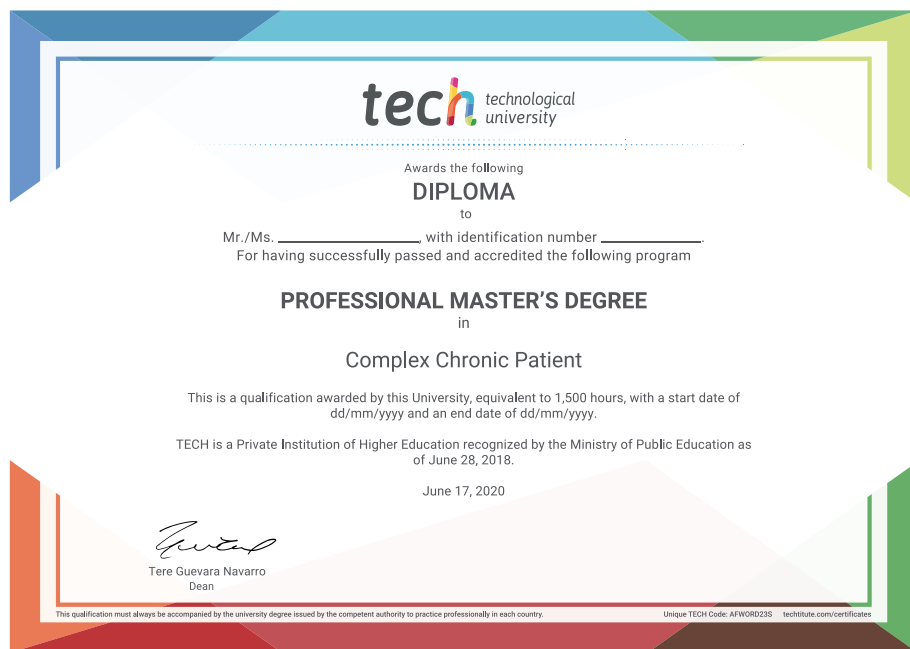 tech technological
university
Awards the following
DIPLOMA
to
Mr./Ms. ____________, with identification number ____________.
For having successfully passed and accredited the following program
PROFESSIONAL MASTER'S DEGREE
in
Complex Chronic Patient
This is a qualification awarded by this University, equivalent to 1,500 hours, with a start date of
dd/mm/yyyy and an end date of dd/mm/yyyy.
TECH is a Private Institution of Higher Education recognized by the Ministry of Public Education as
of June 28, 2018.
June 17, 2020
Tere Guevara Navarro
Dean
This qualification must always be accompanied by the university degree issued by the competent authority to practice professionally in each country. Unique TECH Code: AFWORD23S techtitute.com/certificates